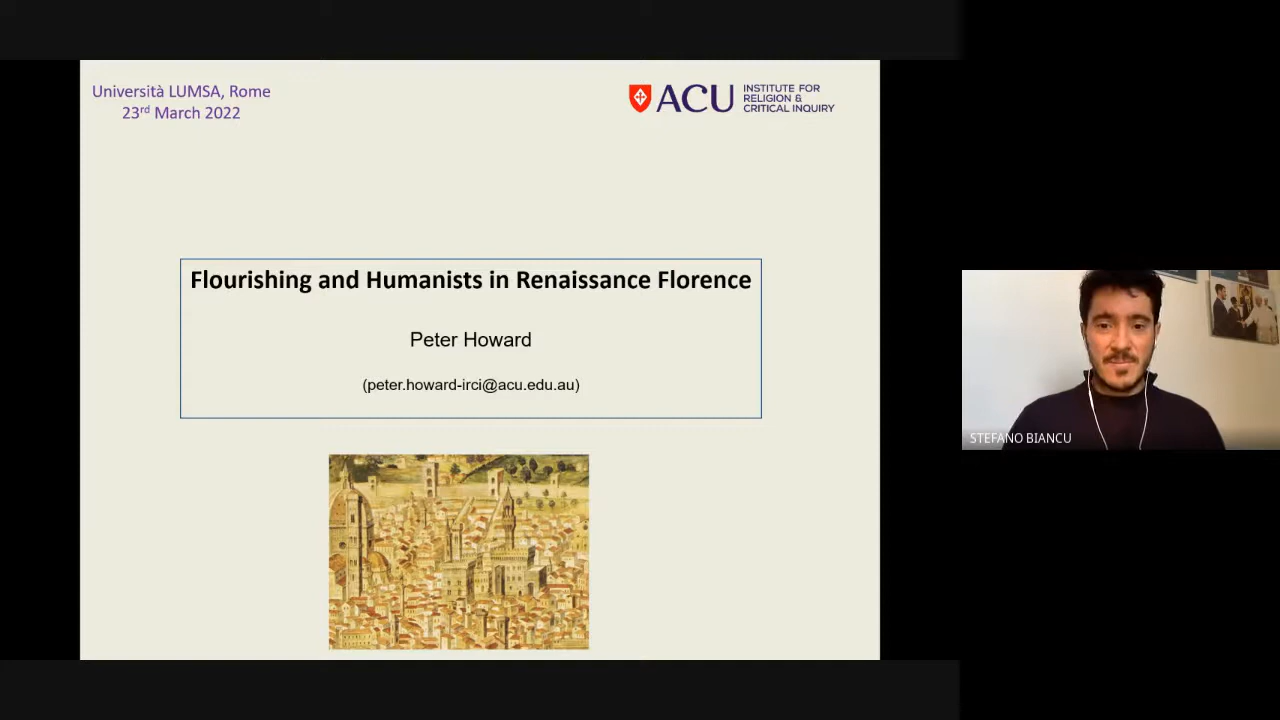 Università LUMSA, Rome
23rd March 2022
ACU
INSTITUTE FOR
RELIGION &
CRITICAL INQUIRY
Flourishing and Humanists in Renaissance Florence
Peter Howard
(peter.howard-irci@acu.edu.au)
STEFANO BIANCU